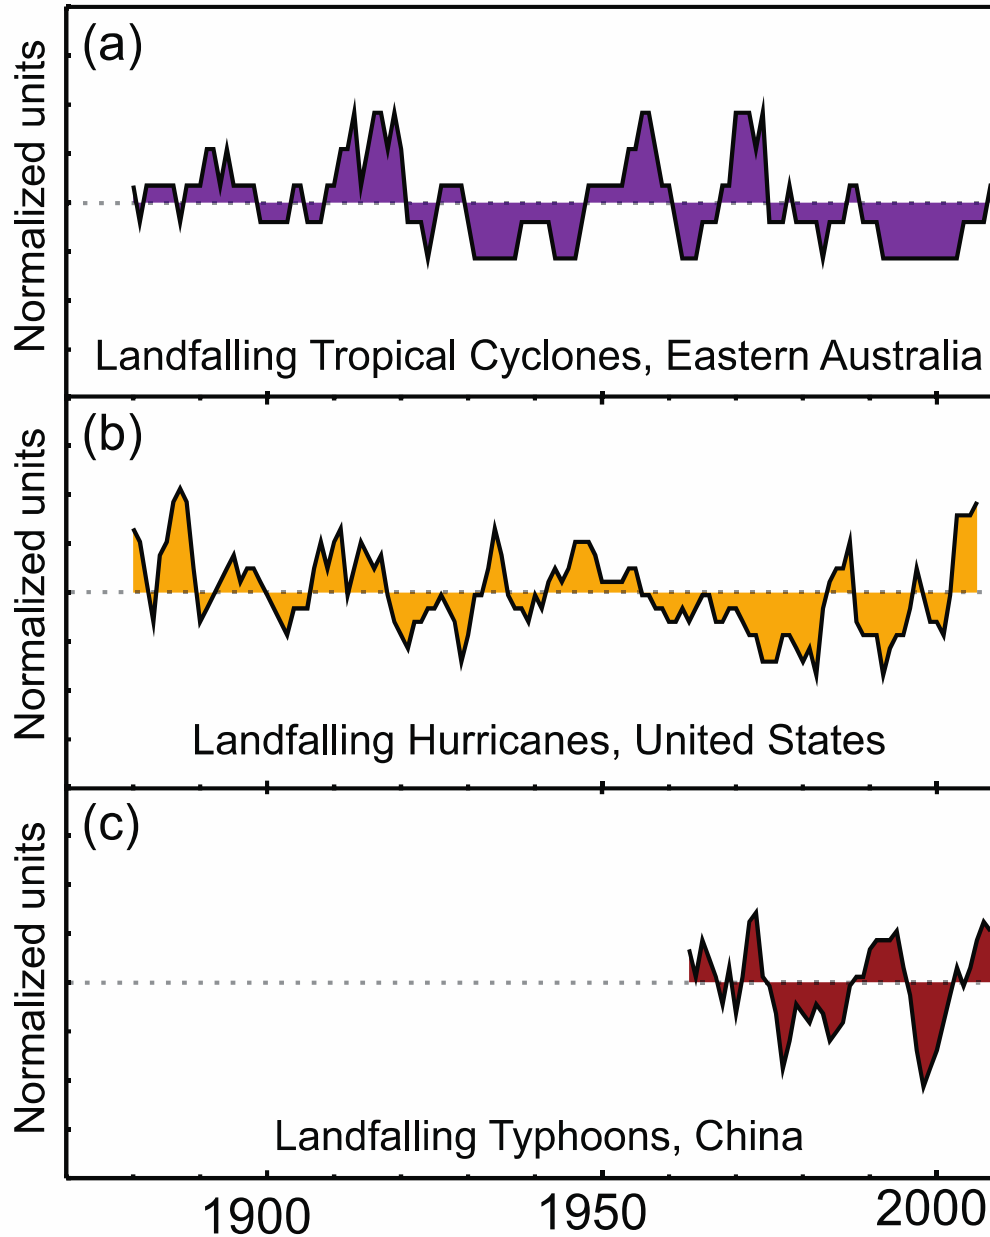 (a)
Normalized units
Landfalling Tropical Cyclones, Eastern Australia
(b)
Normalized units
Landfalling Hurricanes, United States
(c)
Normalized units
Landfalling Typhoons, China
1900 1950 2000